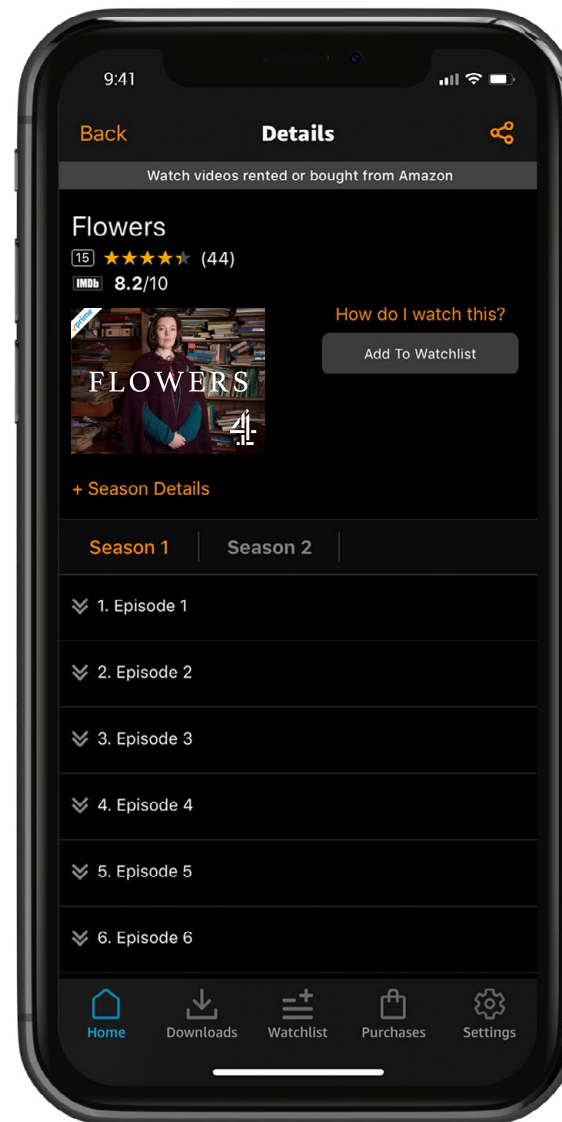 9:41
Back
Details
Watch videos rented or bought from Amazon
Flowers
15 (44)
IMDb 8.2/10
prime
FLOWERS
4
How do I watch this?
Add To Watchlist
+ Season Details
Season 1
Season 2
1. Episode 1
2. Episode 2
3. Episode 3
4. Episode 4
5. Episode 5
6. Episode 6
Home
Downloads
Watchlist
Purchases
Settings